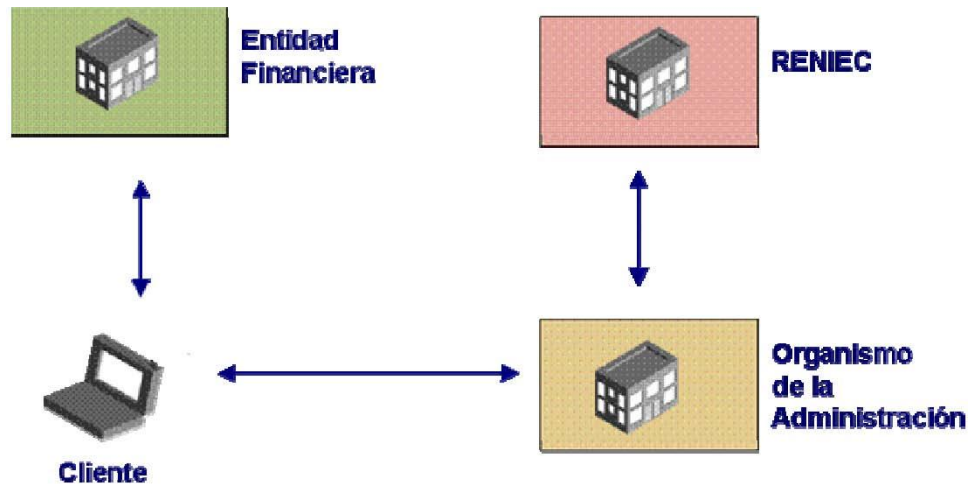 Entidad
Financiera
RENIEC
Organismo
de la
Administración
Cliente